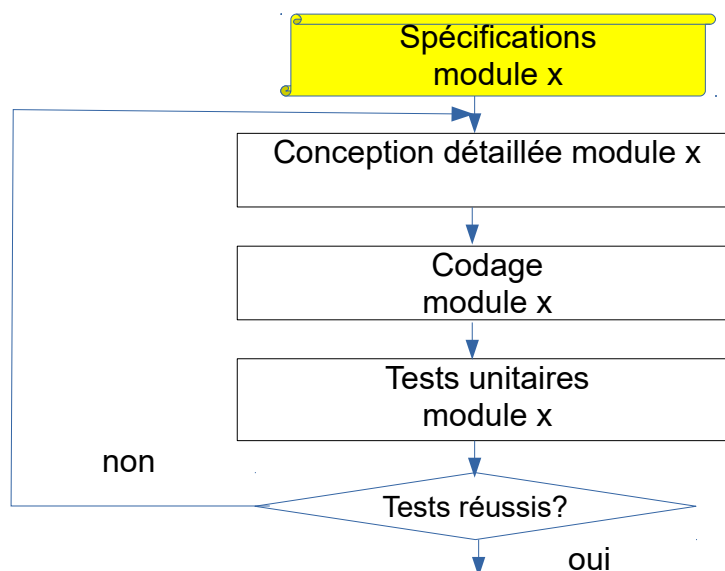 Spécifications
module x
Conception détaillée module x
Codage
module x
Tests unitaires
module x
non
Tests réussis?
oui